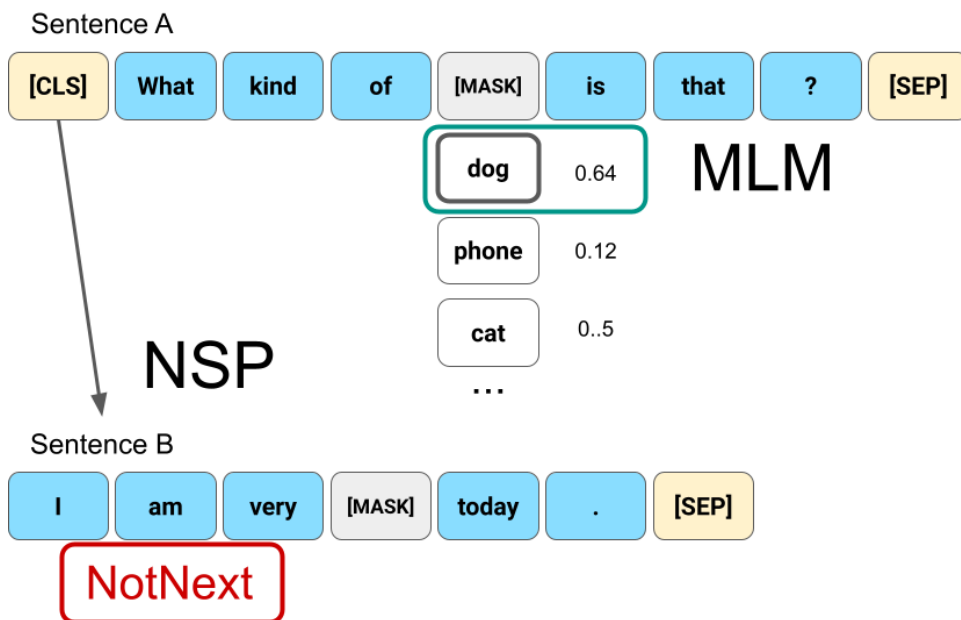 Sentence A
[CLS] What kind of [MASK] is that ? [SEP]
dog 0.64
MLM
phone 0.12
cat 0..5
NSP
...
Sentence B
I am very [MASK] today . [SEP]
NotNext